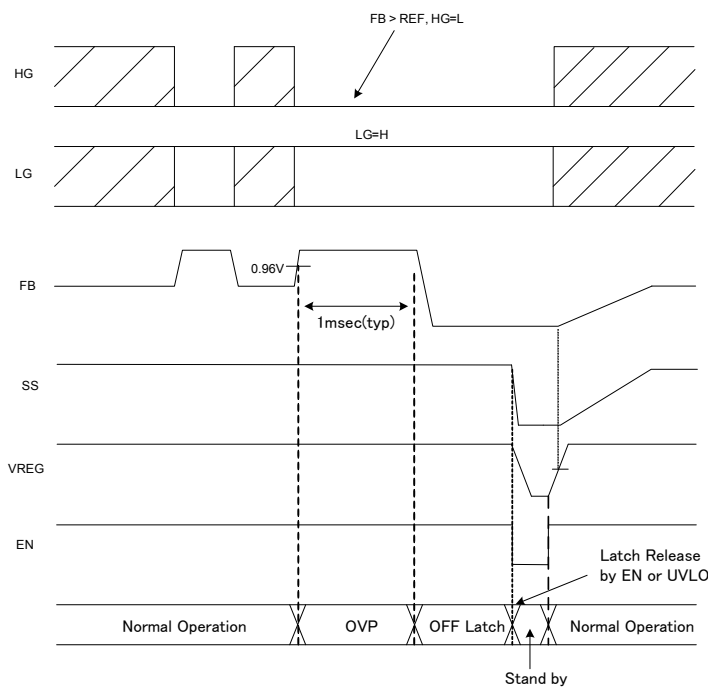 FB > REF, HG=L
HG
LG=H
LG
0.96V
FB
1msec(typ)
SS
VREG
EN
Latch Release
by EN or UVLO
Normal Operation
OVP
OFF Latch
Normal Operation
Stand by